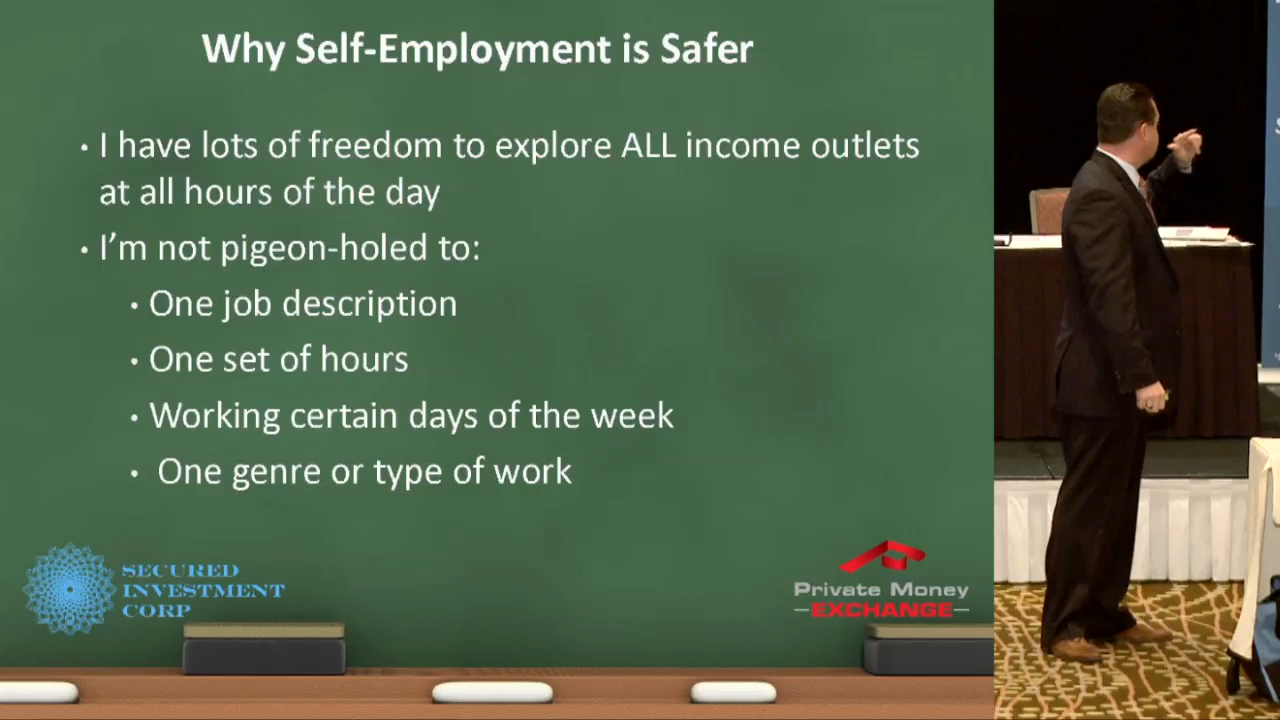 Why Self-Employment is Safer
• I have lots of freedom to explore ALL income outlets
at all hours of the day
• I’m not pigeon-holed to:
• One job description
• One set of hours
• Working certain days of the week
• One genre or type of work
SECURED
INVESTMENT
CORP
Private Money
EXCHANGE